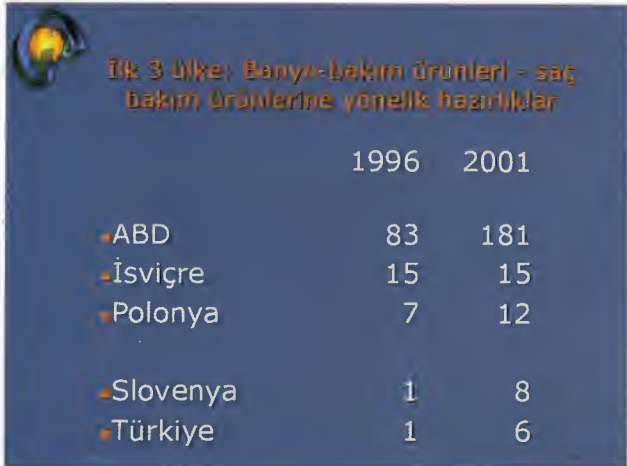 İlk 3 ülke: Banyo-bakım ürünleri - saç
bakım ürünlerine yönelik hazırlıklar
1996 2001
ABD 83 181
İsviçre 15 15
Polonya 7 12
Slovenya 1 8
Türkiye 1 6